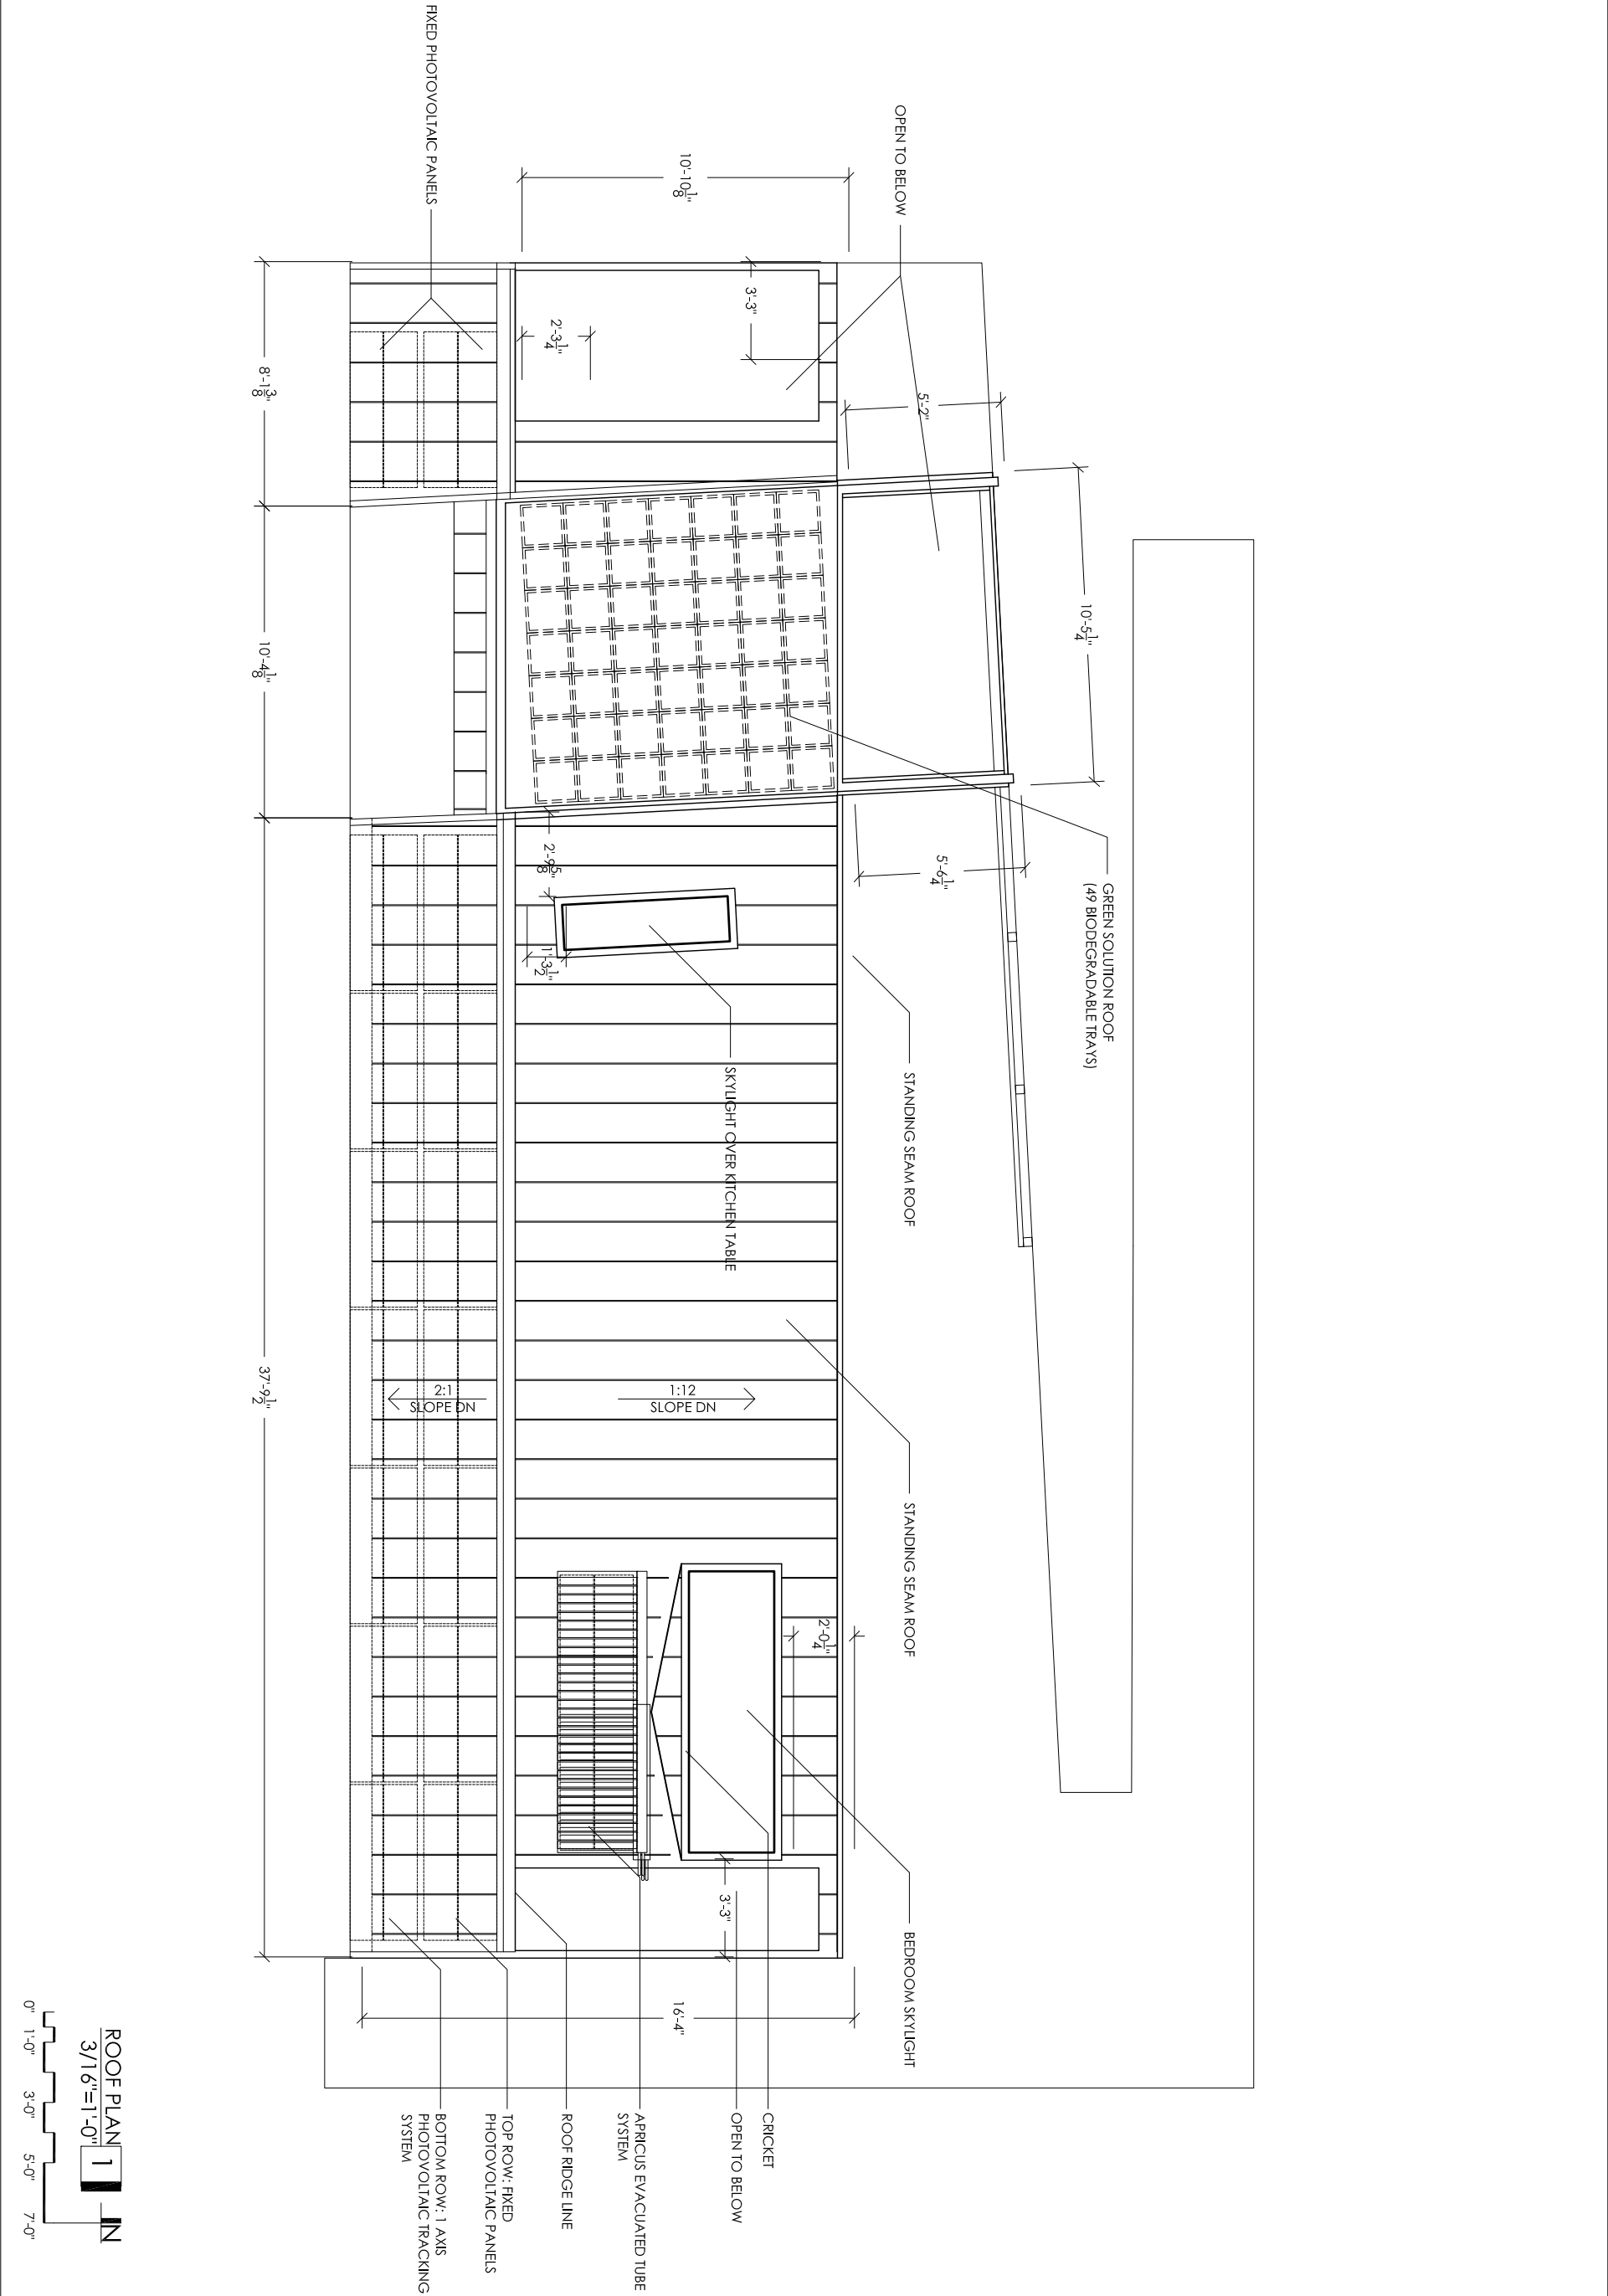 OPEN TO BELOW
FIXED PHOTOVOLTAIC PANELS
10'-10 1/8"
3'-3"
2'-3 1/4"
8'-1 3/8"
5'-2"
10'-5 1/4"
10'-4 1/8"
GREEN SOLUTION ROOF
(49 BIODEGRADABLE TRAYS)
5'-6 1/4"
2'-9 5/8"
1'-3 1/2"
STANDING SEAM ROOF
SKYLIGHT OVER KITCHEN TABLE
37'-9 1/2"
2:1
SLOPE DN
1:12
SLOPE DN
STANDING SEAM ROOF
2'-0 1/4"
3'-3"
BEDROOM SKYLIGHT
16'-4"
CRICKET
OPEN TO BELOW
APRICUS EVACUATED TUBE
SYSTEM
ROOF RIDGE LINE
TOP ROW: FIXED
PHOTOVOLTAIC PANELS
BOTTOM ROW: 1 AXIS
PHOTOVOLTAIC TRACKING
SYSTEM
ROOF PLAN
3/16"=1'-0"
1
N
0"
1'-0"
3'-0"
5'-0"
7'-0"